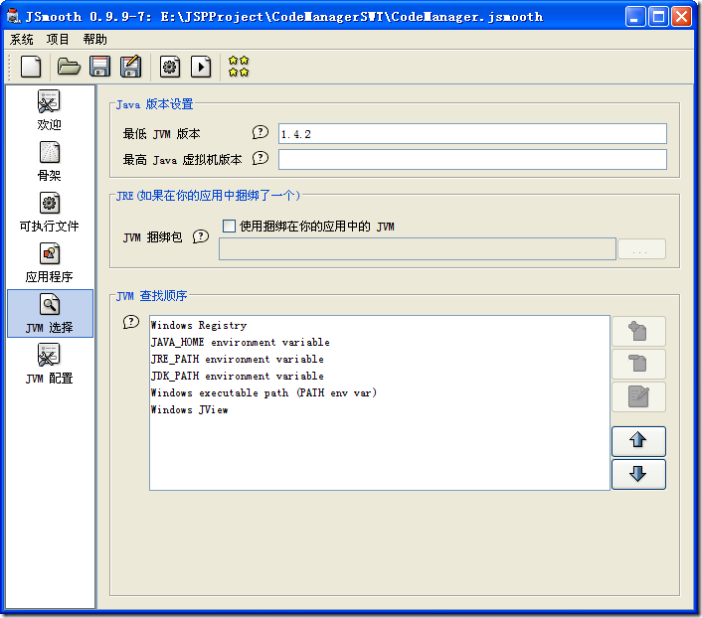 JSmooth 0.9.9-7: E:\JSPProject\CodeManagerSWT\CodeManager.jsmooth
系统 项目 帮助
欢迎
骨架
可执行文件
应用程序
JVM 选择
JVM 配置
Java 版本设置
最低 JVM 版本 1.4.2
最高 Java 虚拟机版本
JRE(如果在你的应用中捆绑了一个)
JVM 捆绑包
使用捆绑在你的应用中的 JVM
...
JVM 查找顺序
Windows Registry
JAVA_HOME environment variable
JRE_PATH environment variable
JDK_PATH environment variable
Windows executable path (PATH env var)
Windows JView